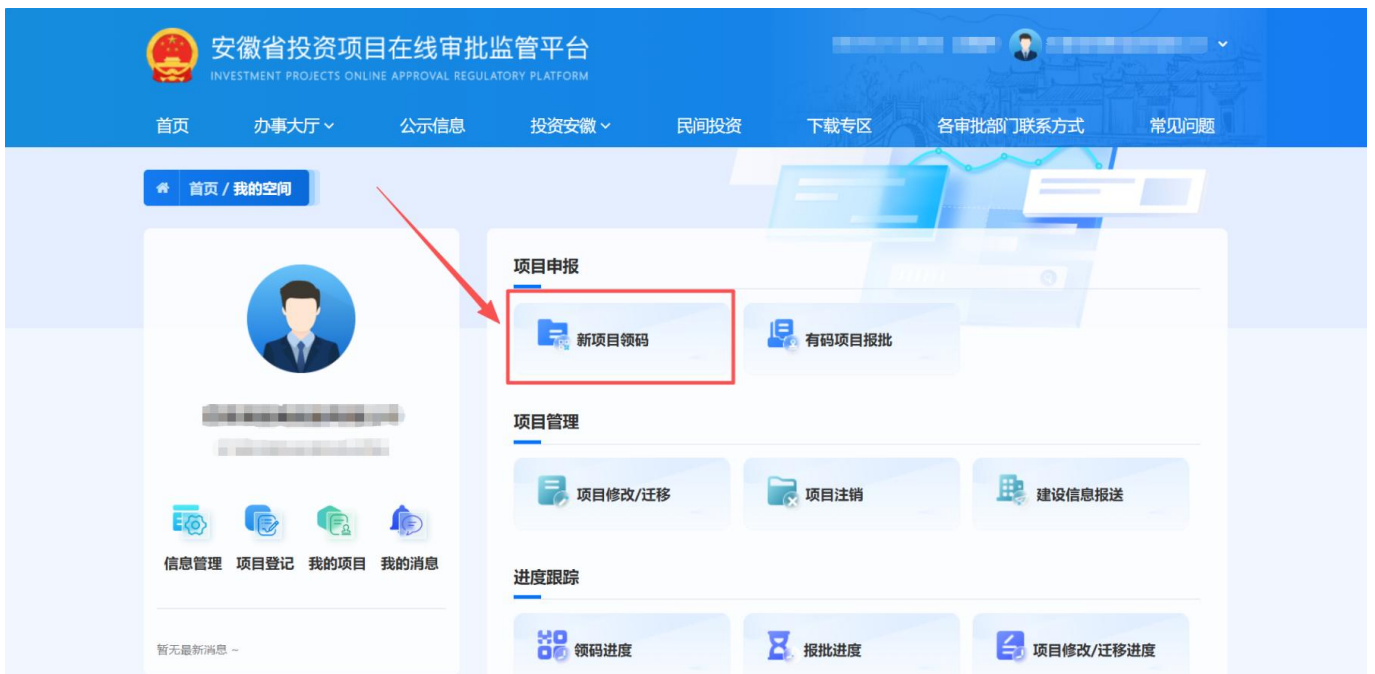 安徽省投资项目在线审批监管平台
INVESTMENT PROJECTS ONLINE APPROVAL REGULATORY PLATFORM
首页 办事大厅 公示信息 投资安徽 民间投资 下载专区 各审批部门联系方式 常见问题
首页 / 我的空间
项目申报
新项目领码 有码项目报批
项目管理
项目修改/迁移 项目注销 建设信息报送
信息管理 项目登记 我的项目 我的消息
进度跟踪
领码进度 报批进度 项目修改/迁移进度
暂无最新消息 ~